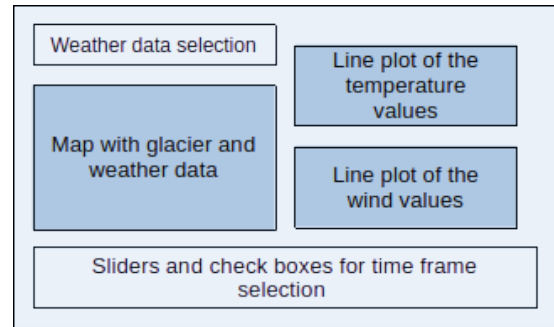 Weather data selection
Map with glacier and
weather data
Line plot of the
temperature
values
Line plot of the
wind values
Sliders and check boxes for time frame
selection